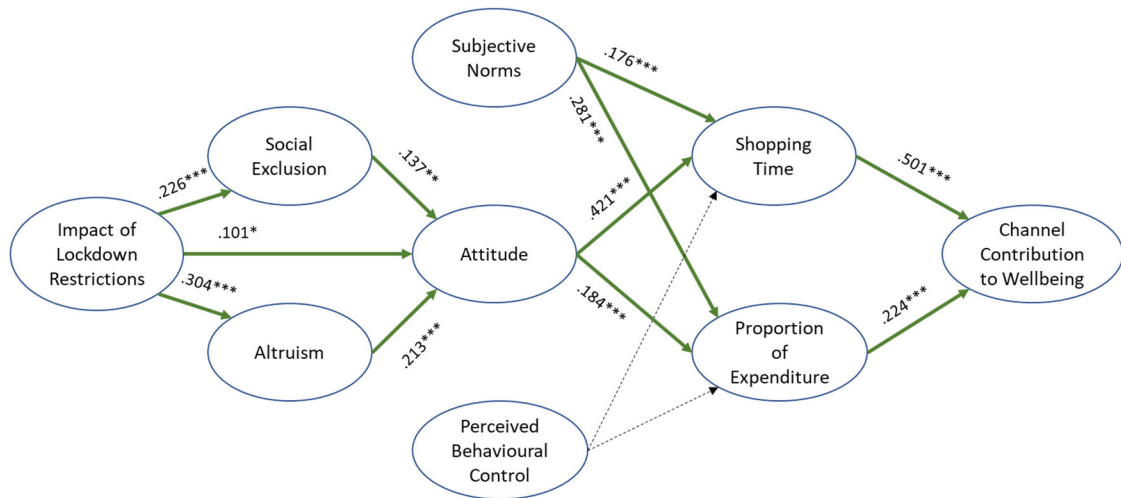 Subjective
Norms
.176***
.281***
Social
Exclusion
Shopping
Time
.137**
.226***
.501***
.421***
Impact of
Lockdown
Restrictions
.101*
Attitude
Channel
Contribution
to Wellbeing
.304***
.184***
.213***
.224***
Altruism
Proportion
of
Expenditure
Perceived
Behavioural
Control